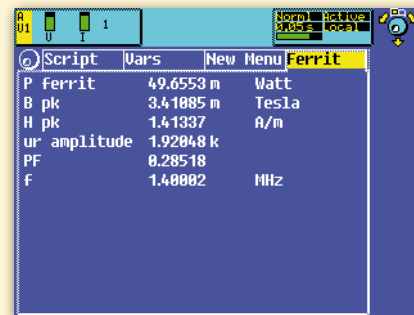 A
U1
U I 1
Norml Active
0.05s Local
Script Vars New Menu Ferrit
P ferrit 49.6553 m Watt
B pk 3.41085 m Tesla
H pk 1.41337 A/m
ur amplitude 1.92048 k
PF 0.28518
f 1.40002 MHz